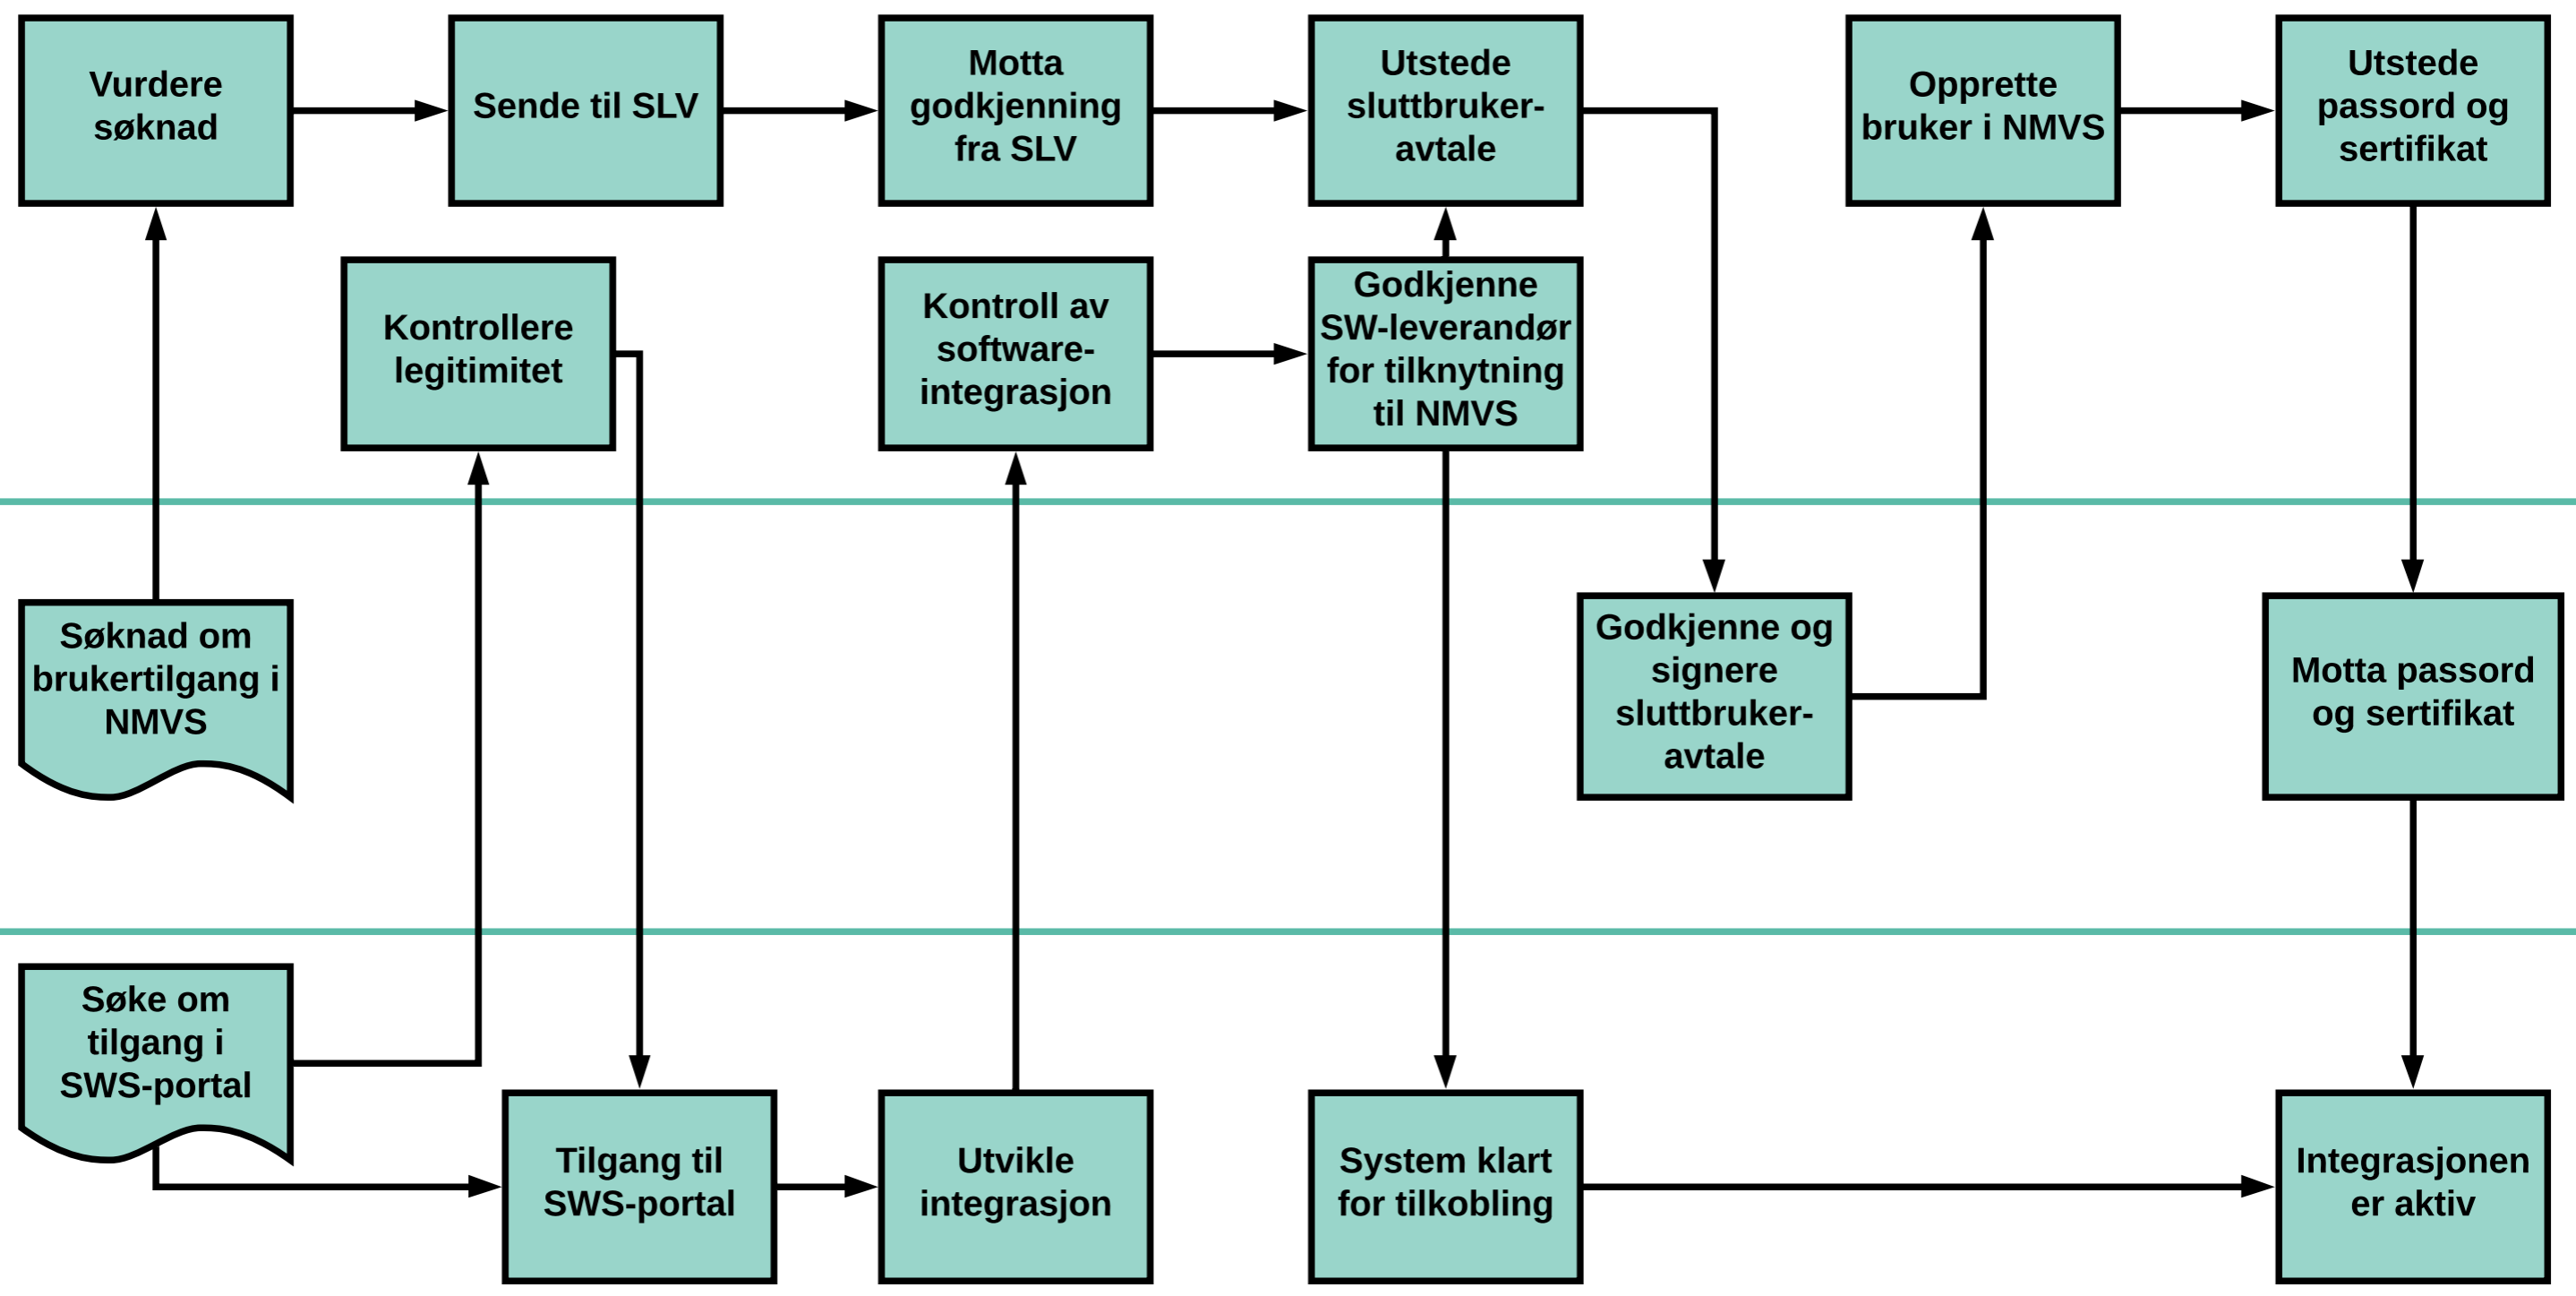 Vurdere
søknad
Sende til SLV
Motta
godkjenning
fra SLV
Utstede
sluttbruker-
avtale
Opprette
bruker i NMVS
Utstede
passord og
sertifikat
Kontrollere
legitimitet
Kontroll av
software-
integrasjon
Godkjenne
SW-leverandør
for tilknytning
til NMVS
Søknad om
brukertilgang i
NMVS
Godkjenne og
signere
sluttbruker-
avtale
Motta passord
og sertifikat
Søke om
tilgang i
SWS-portal
Tilgang til
SWS-portal
Utvikle
integrasjon
System klart
for tilkobling
Integrasjonen
er aktiv